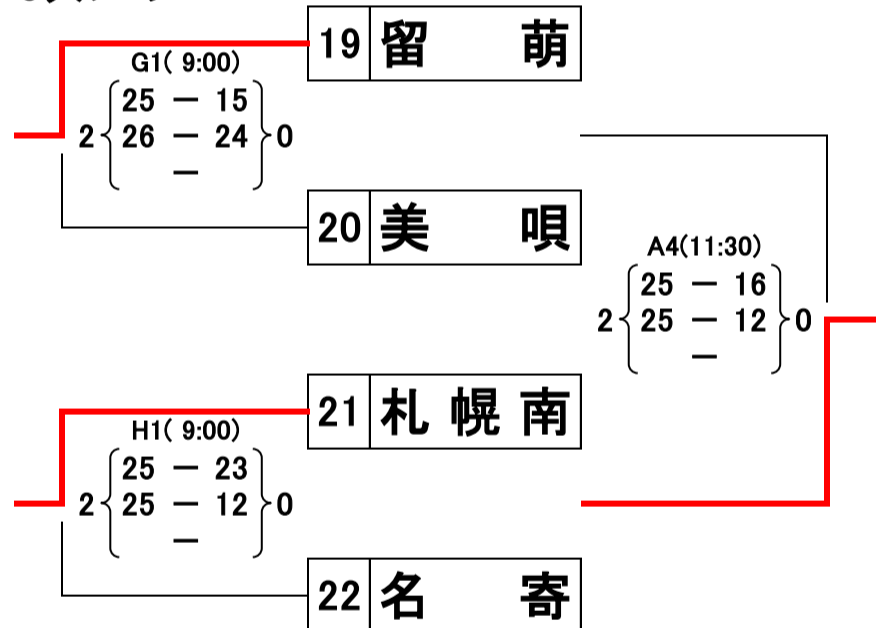 19 留 萌
G1( 9:00)
25 ー 15
2 26 ー 24 0
ー
20 美 唄
A4(11:30)
25 ー 16
2 25 ー 12 0
ー
21 札 幌 南
H1( 9:00)
25 ー 23
2 25 ー 12 0
ー
22 名 寄